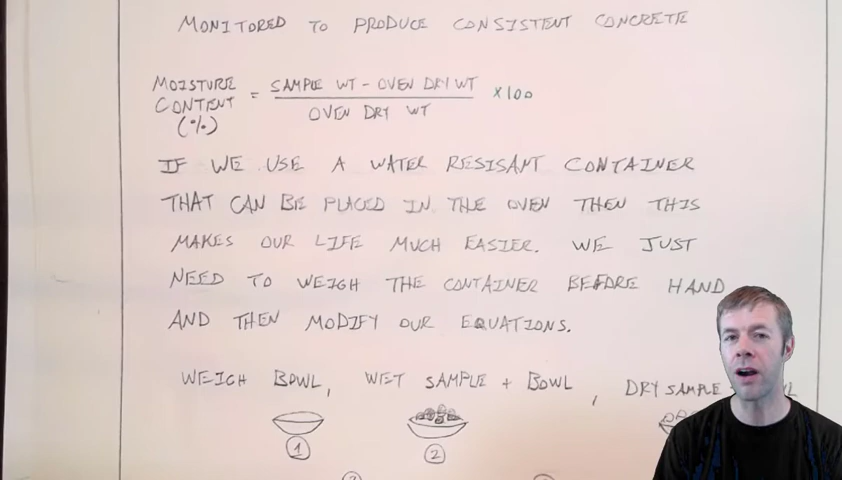 MONITORED TO PRODUCE CONSISTENT CONCRETE
MOISTURE CONTENT (%) = SAMPLE WT - OVEN DRY WT / OVEN DRY WT ×100
IF WE USE A WATER RESISANT CONTAINER
THAT CAN BE PLACED IN THE OVEN THEN THIS
MAKES OUR LIFE MUCH EASIER. WE JUST
NEED TO WEIGH THE CONTAINER BEFORE HAND
AND THEN MODIFY OUR EQUATIONS.
WEIGH BOWL, WET SAMPLE + BOWL, DRY SAMPLE
1 2